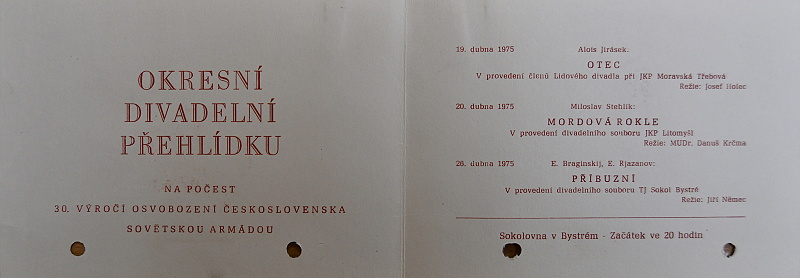 OKRESNÍ
DIVADELNÍ
PŘEHLÍDKU
NA POČEST
30. VÝROČÍ OSVOBOZENÍ ČESKOSLOVENSKA
SOVĚTSKOU ARMÁDOU
19. dubna 1975 Alois Jirásek:
OTEC
V provedení členů Lidového divadla při JKP Moravská Třebová
Režie: Josef Holec
20. dubna 1975 Miloslav Stehlík:
MORDOVÁ ROKLE
V provedení divadelního souboru JKP Litomyšl
Režie: MUDr. Danuš Krčma
26. dubna 1975 E. Braginskij, E. Rjazanov:
PŘÍBUZNÍ
V provedení divadelního souboru TJ Sokol Bystré
Režie: Jiří Němec
Sokolovna v Bystrém - Začátek ve 20 hodin